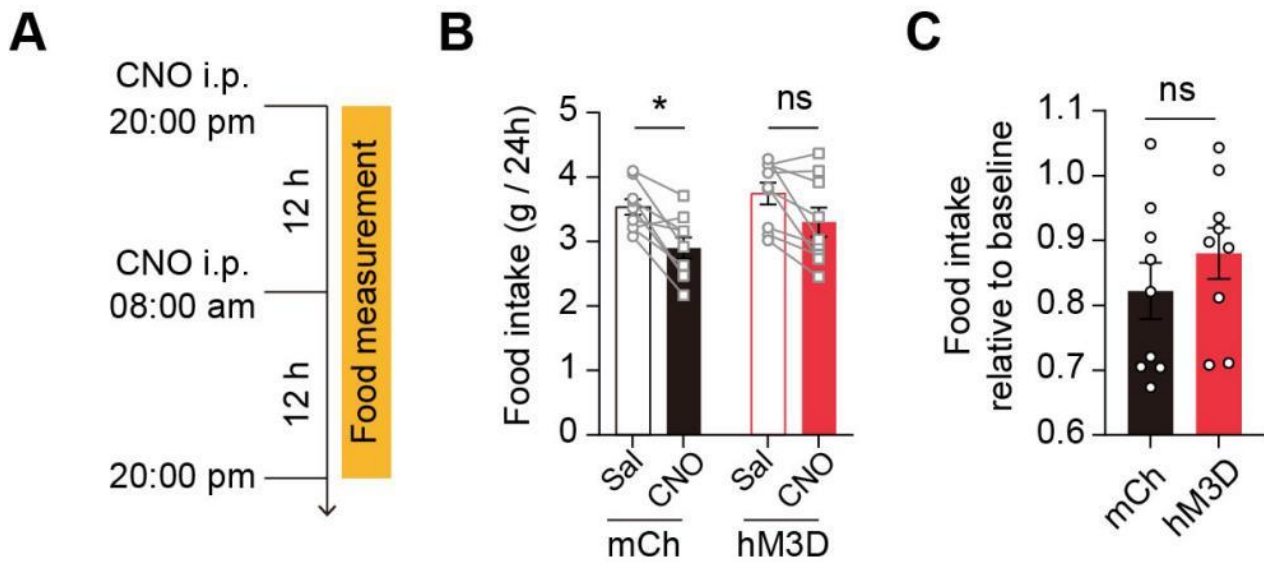 A
CNO i.p.
20:00 pm
12 h
CNO i.p.
08:00 am
12 h
20:00 pm
Food measurement
B
Food intake (g / 24h)
5
4
3
2
1
0
*
ns
Sal
CNO
Sal
CNO
mCh
hM3D
C
Food intake
relative to baseline
1.1
1.0
0.9
0.8
0.7
0.6
ns
mCh
hM3D